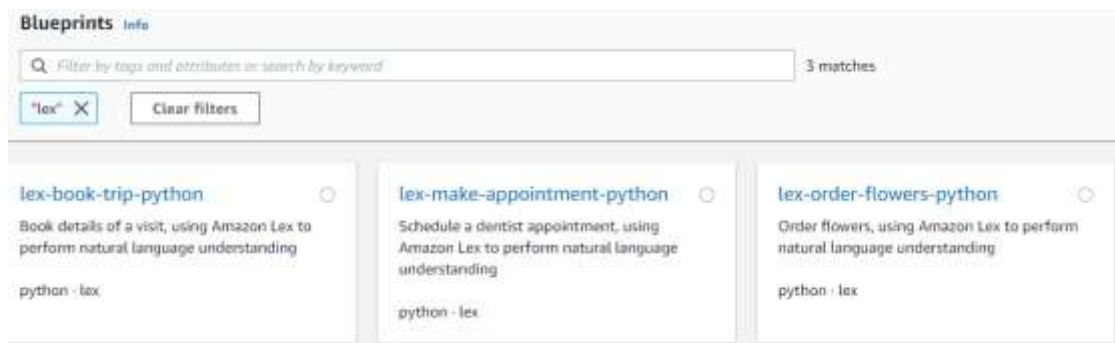 Blueprints Info
Filter by tags and attributes or search by keyword
3 matches
"lex" X
Clear filters
lex-book-trip-python
Book details of a visit, using Amazon Lex to
perform natural language understanding
python · lex
lex-make-appointment-python
Schedule a dentist appointment, using
Amazon Lex to perform natural language
understanding
python · lex
lex-order-flowers-python
Order flowers, using Amazon Lex to perform
natural language understanding
python · lex